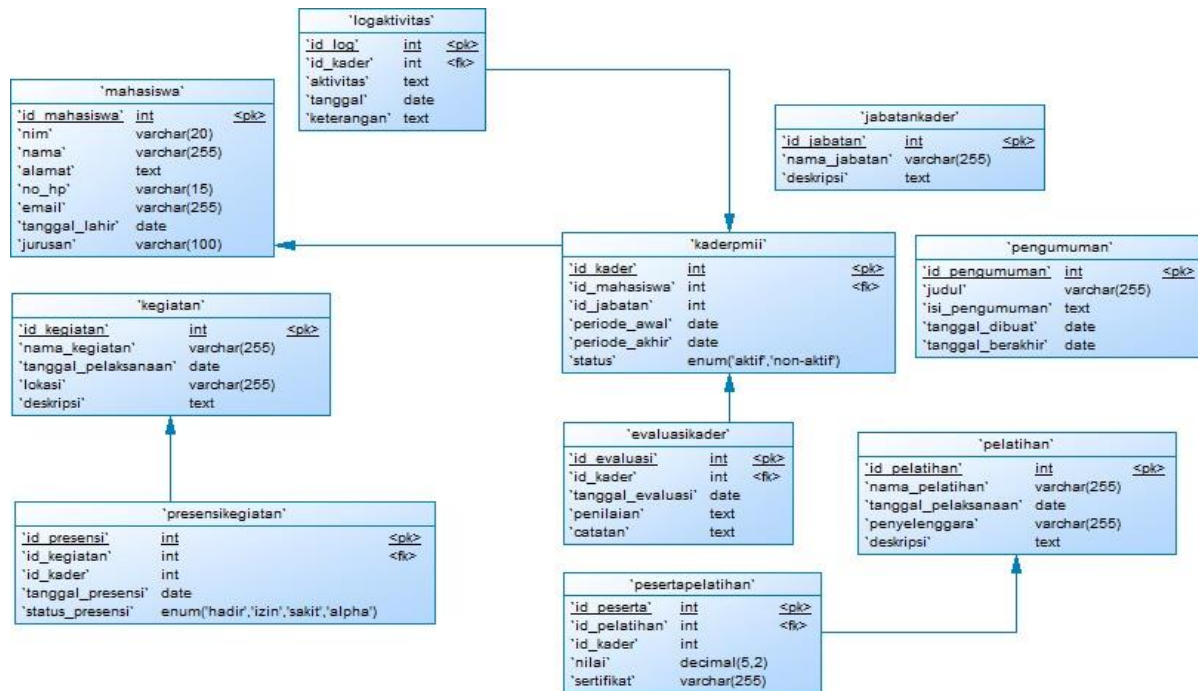 `logaktivitas`
`id_log` int <pk>
`id_kader` int <fk>
`aktivitas` text
`tanggal` date
`keterangan` text
`mahasiswa`
`id_mahasiswa` int <pk>
`nim` varchar(20)
`nama` varchar(255)
`alamat` text
`no_hp` varchar(15)
`email` varchar(255)
`tanggal_lahir` date
`jurusan` varchar(100)
`jabatankader`
`id_jabatan` int <pk>
`nama_jabatan` varchar(255)
`deskripsi` text
`kaderpmii`
`id_kader` int <pk>
`id_mahasiswa` int <fk>
`id_jabatan` int
`periode_awal` date
`periode_akhir` date
`status` enum('aktif','non-aktif')
`pengumuman`
`id_pengumuman` int <pk>
`judul` varchar(255)
`isi_pengumuman` text
`tanggal_dibuat` date
`tanggal_berakhir` date
`kegiatan`
`id_kegiatan` int <pk>
`nama_kegiatan` varchar(255)
`tanggal_pelaksanaan` date
`lokasi` varchar(255)
`deskripsi` text
`evaluasikader`
`id_evaluasi` int <pk>
`id_kader` int <fk>
`tanggal_evaluasi` date
`penilaian` text
`catatan` text
`pelatihan`
`id_pelatihan` int <pk>
`nama_pelatihan` varchar(255)
`tanggal_pelaksanaan` date
`penyelenggara` varchar(255)
`deskripsi` text
`presensikegiatan`
`id_presensi` int <pk>
`id_kegiatan` int <fk>
`id_kader` int
`tanggal_presensi` date
`status_presensi` enum('hadir','izin','sakit','alpha')
`pesertapelatihan`
`id_peserta` int <pk>
`id_pelatihan` int <fk>
`id_kader` int
`nilai` decimal(5,2)
`sertifikat` varchar(255)